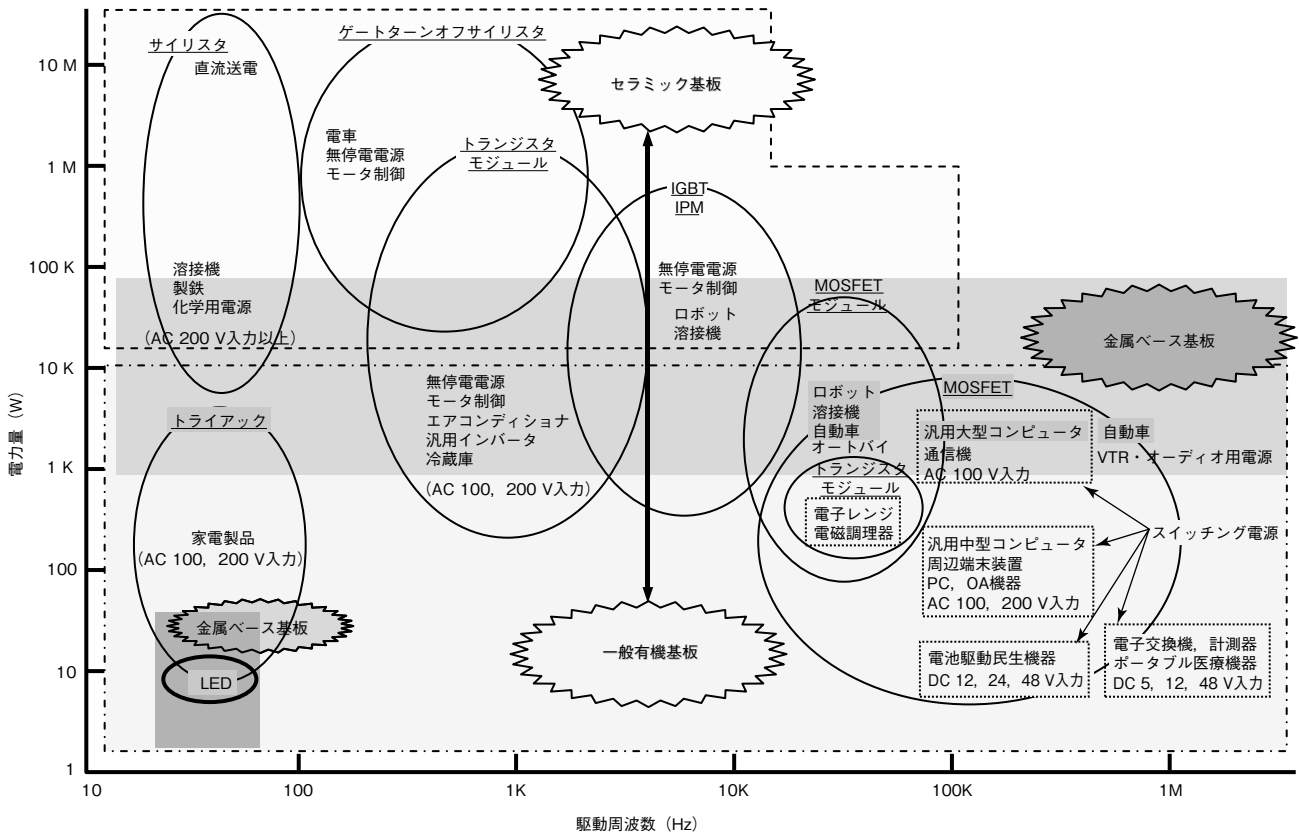 サイリスタ
直流送電
溶接機
製鉄
化学用電源
（AC 200 V入力以上）
ゲートターンオフサイリスタ
電車
無停電電源
モータ制御
トランジスタ
モジュール
無停電電源
モータ制御
エアコンディショナ
汎用インバータ
冷蔵庫
（AC 100，200 V入力）
セラミック基板
IGBT
IPM
無停電電源
モータ制御
ロボット
溶接機
MOSFET
モジュール
金属ベース基板
ロボット
溶接機
自動車
オートバイ
トランジスタ
モジュール
電子レンジ
電磁調理器
MOSFET
汎用大型コンピュータ
通信機
AC 100 V入力
自動車
VTR・オーディオ用電源
スイッチング電源
汎用中型コンピュータ
周辺端末装置
PC，OA機器
AC 100，200 V入力
電池駆動民生機器
DC 12，24，48 V入力
電子交換機，計測器
ポータブル医療機器
DC 5，12，48 V入力
トライアック
家電製品
（AC 100，200 V入力）
金属ベース基板
LED
一般有機基板
電力量（W）
10 M
1 M
100 K
10 K
1 K
100
10
1
10
100
1K
10K
100K
1M
駆動周波数（Hz）